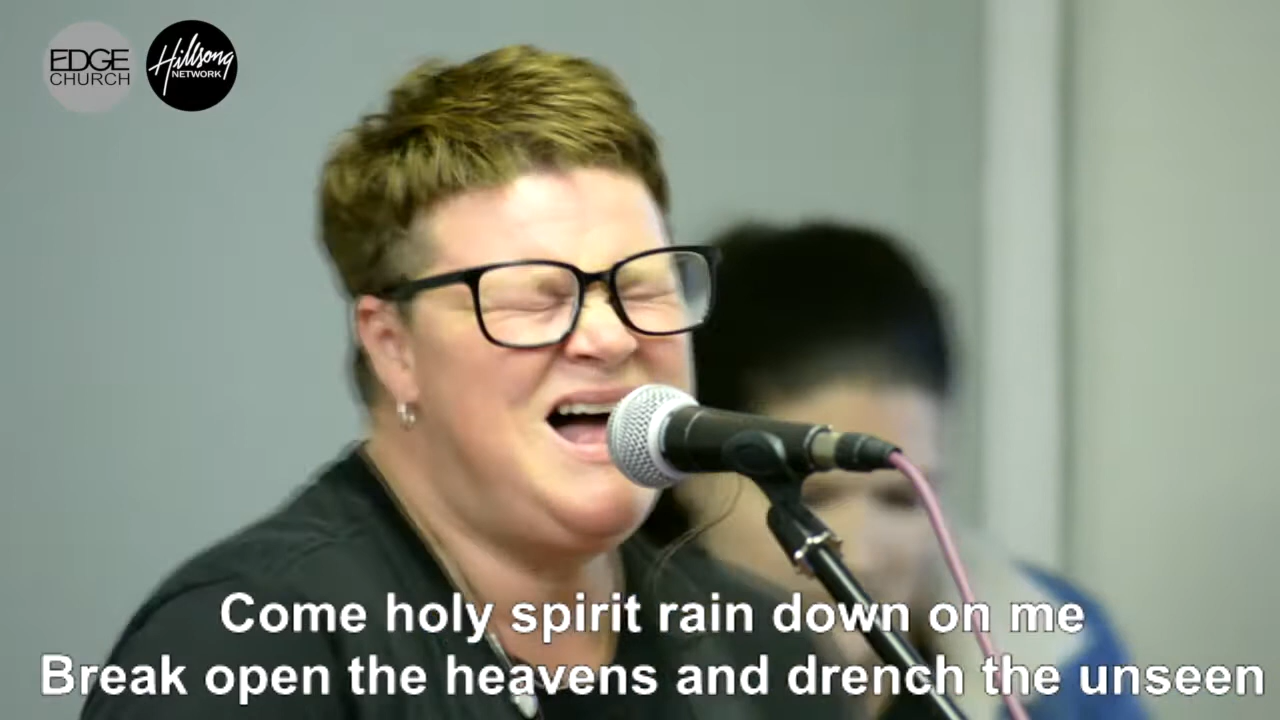 EDGE
CHURCH
Hillsong
NETWORK
Come holy spirit rain down on me
Break open the heavens and drench the unseen